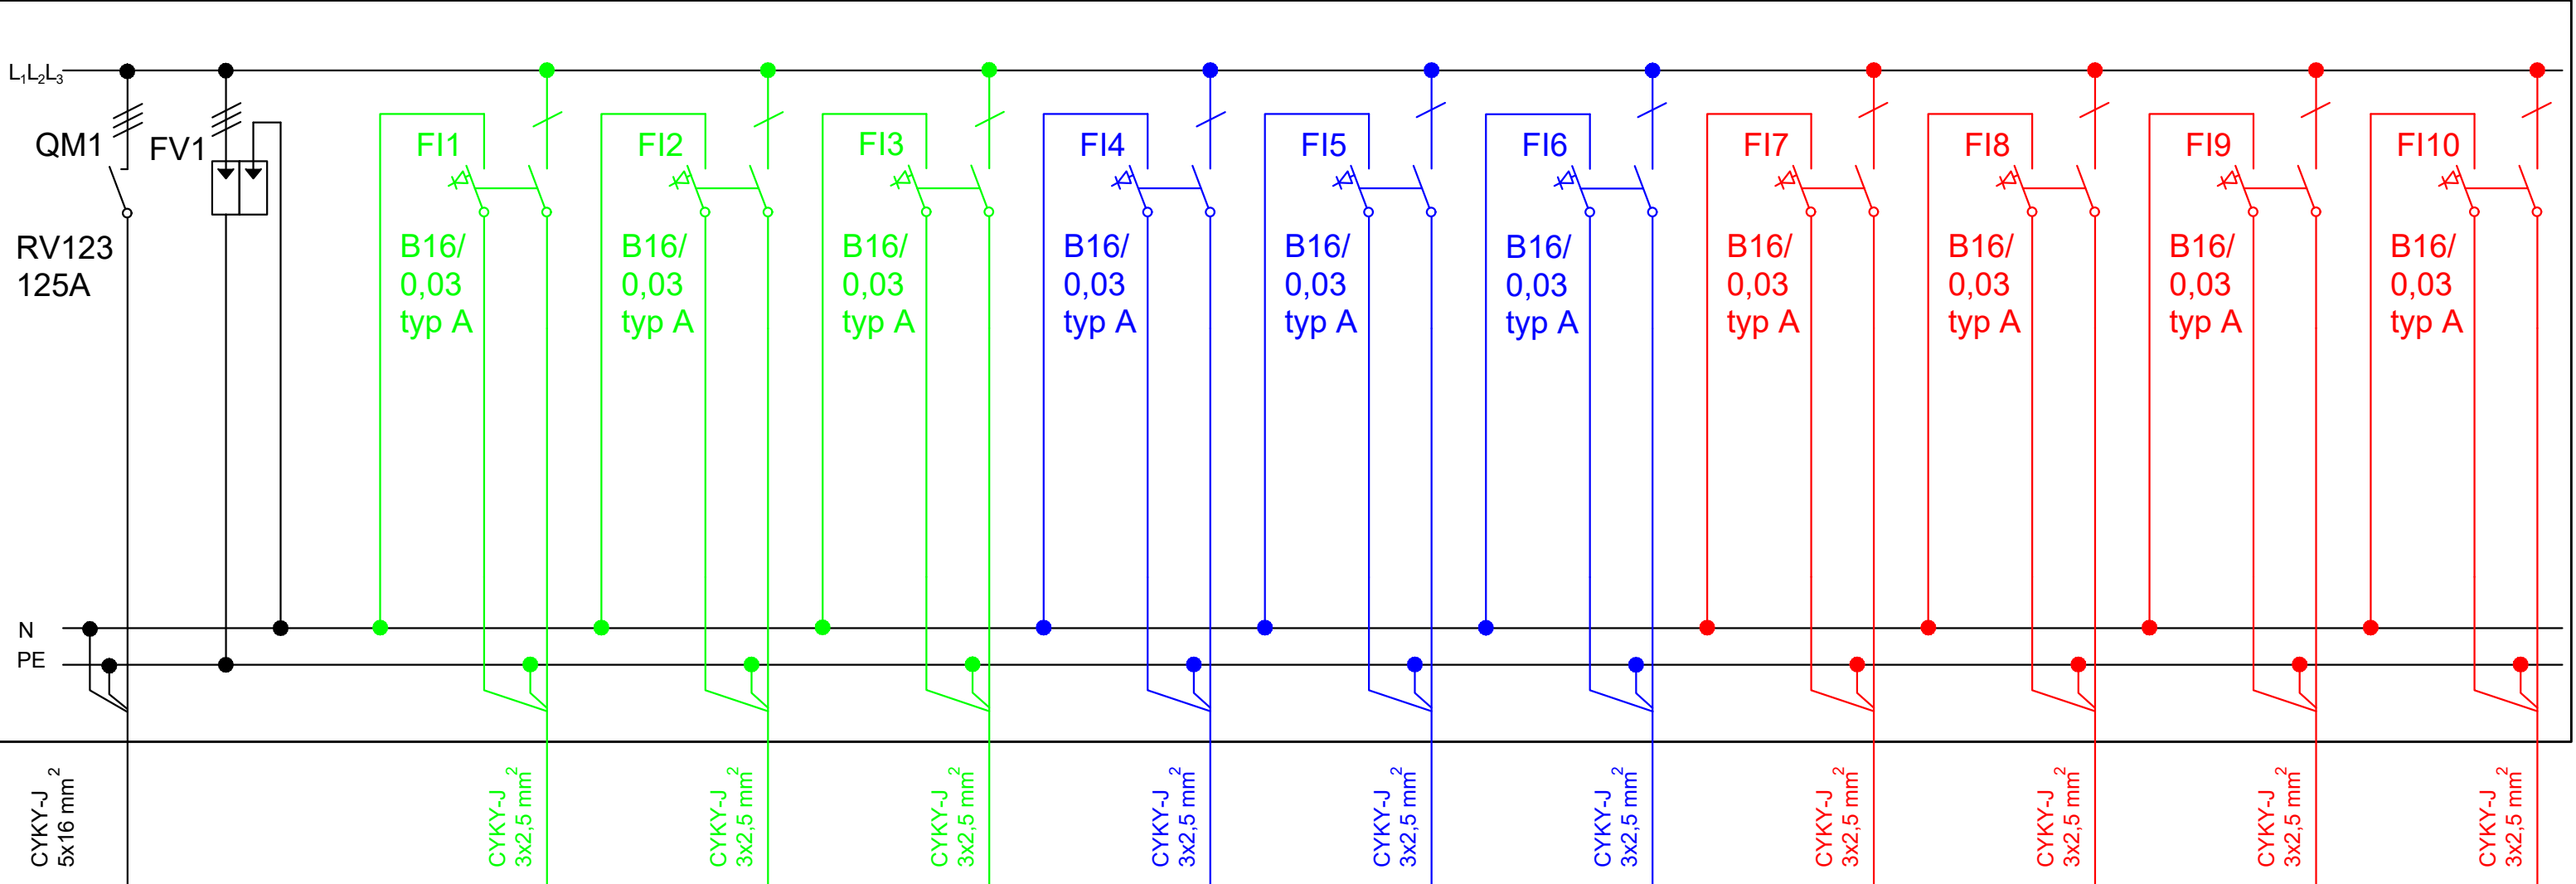 L₁L₂L₃
QM1
FV1
FI1
FI2
FI3
FI4
FI5
FI6
FI7
FI8
FI9
FI10
RV123
125A
B16/
0,03
typ A
B16/
0,03
typ A
B16/
0,03
typ A
B16/
0,03
typ A
B16/
0,03
typ A
B16/
0,03
typ A
B16/
0,03
typ A
B16/
0,03
typ A
B16/
0,03
typ A
B16/
0,03
typ A
N
PE
CYKY-J
5x16 mm²
CYKY-J
3x2,5 mm²
CYKY-J
3x2,5 mm²
CYKY-J
3x2,5 mm²
CYKY-J
3x2,5 mm²
CYKY-J
3x2,5 mm²
CYKY-J
3x2,5 mm²
CYKY-J
3x2,5 mm²
CYKY-J
3x2,5 mm²
CYKY-J
3x2,5 mm²
CYKY-J
3x2,5 mm²